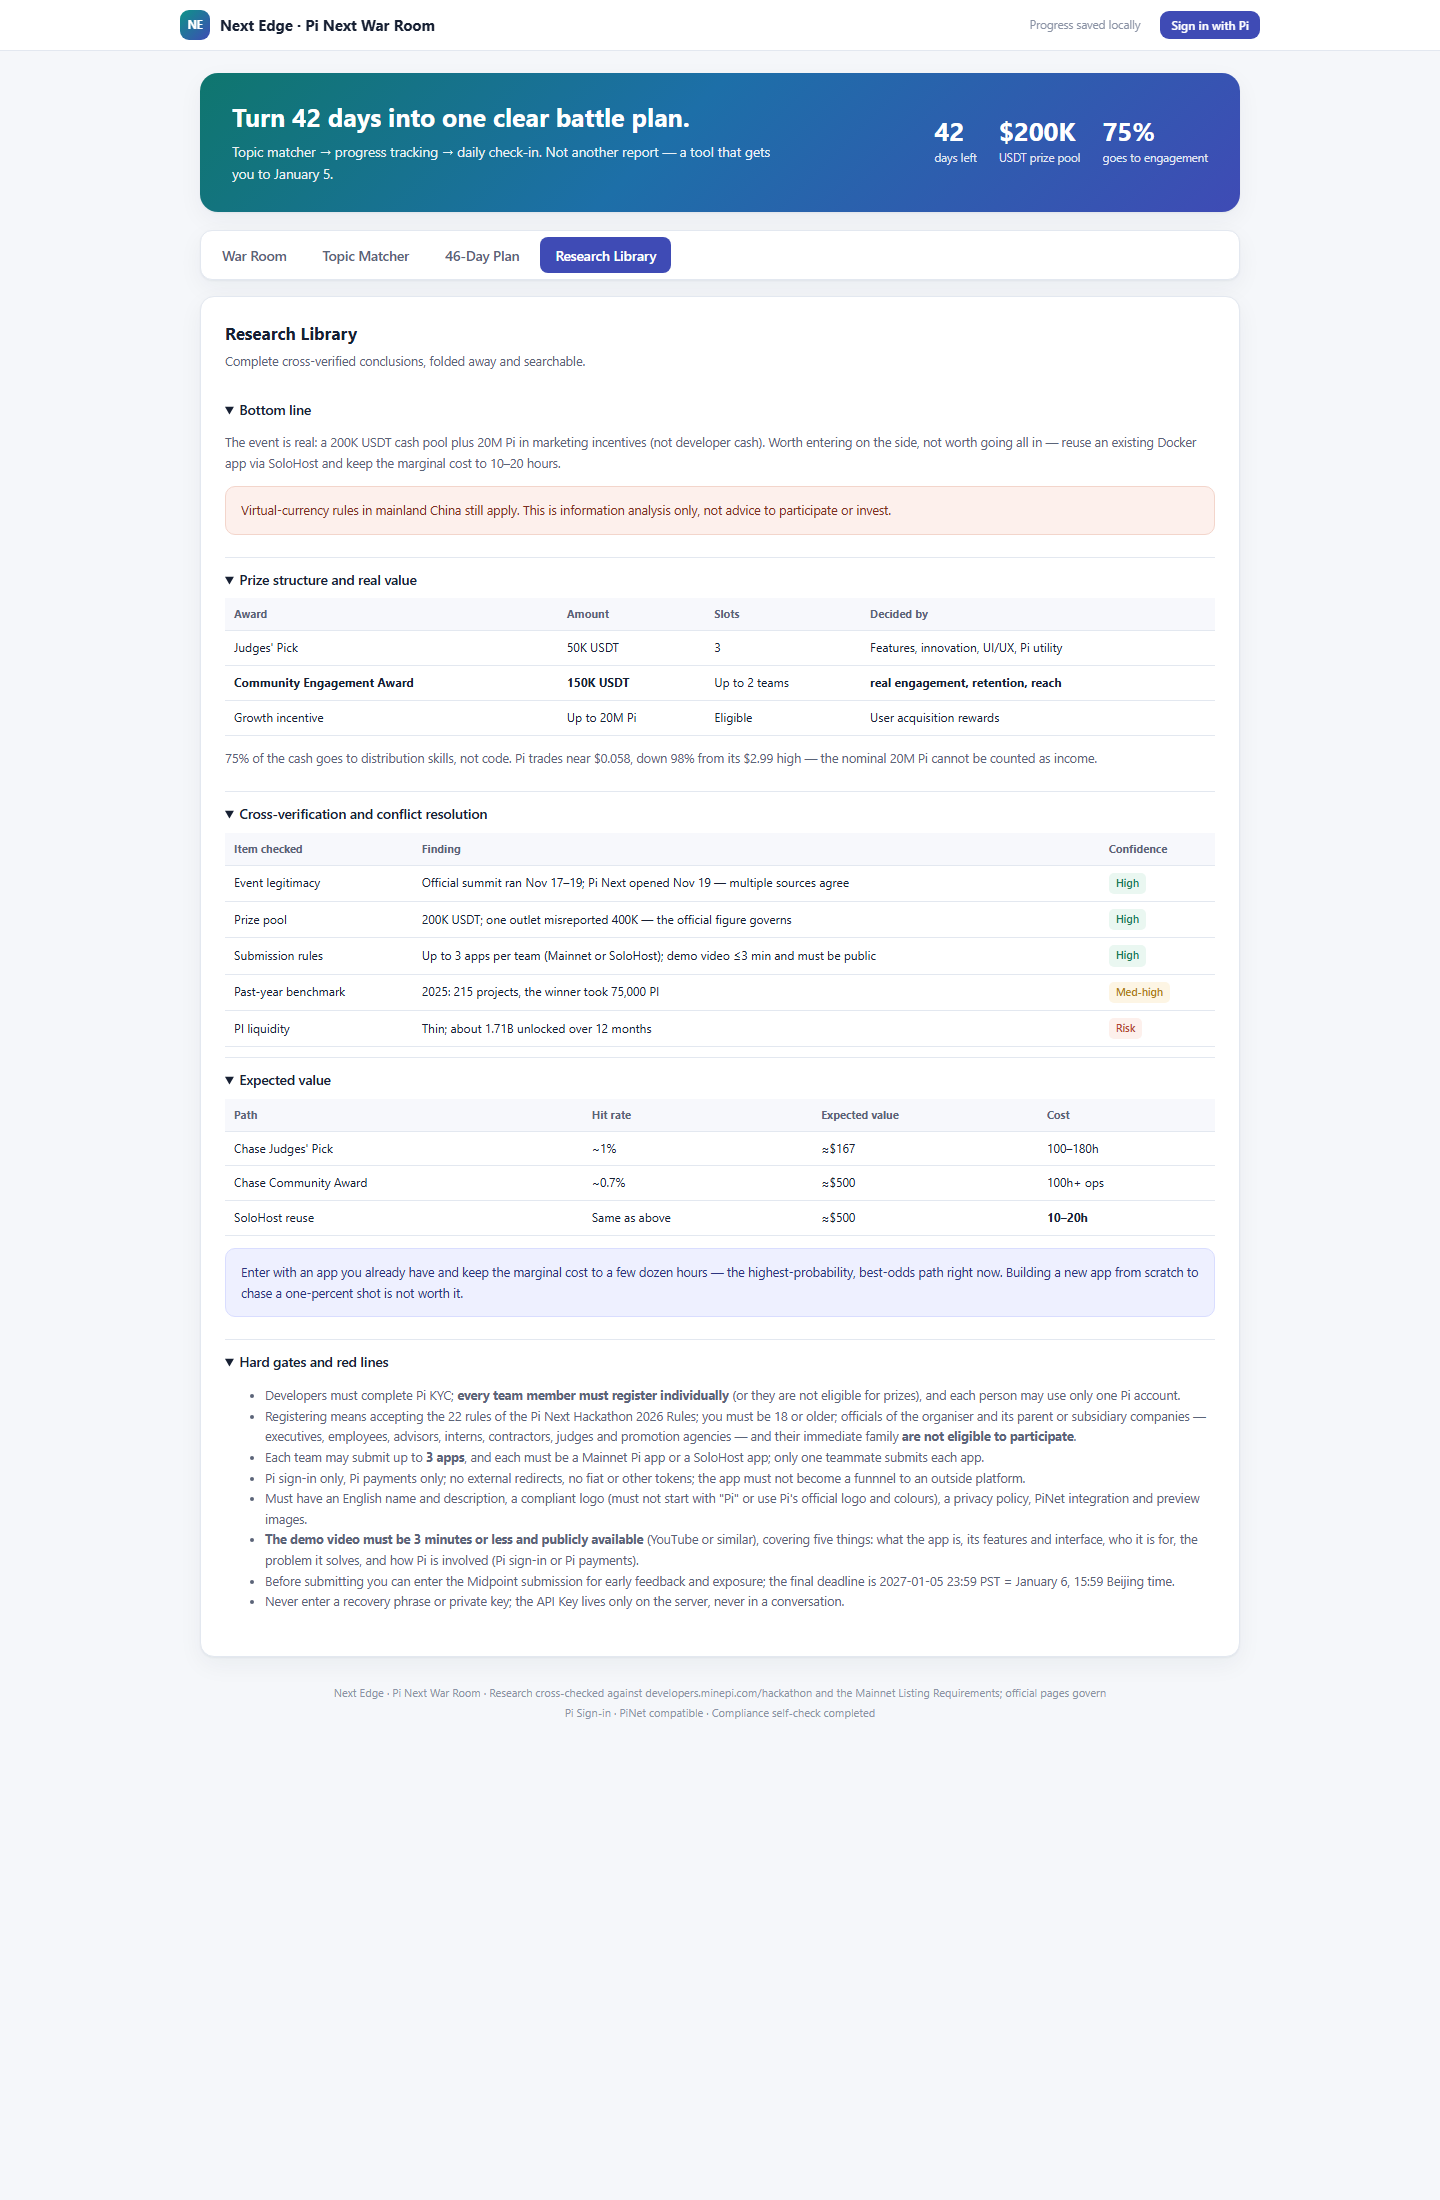 NE
Next Edge · Pi Next War Room
Progress saved locally
Sign in with Pi
Turn 42 days into one clear battle plan.
Topic matcher → progress tracking → daily check-in. Not another report — a tool that gets
you to January 5.
42
days left
$200K
USDT prize pool
75%
goes to engagement
War Room
Topic Matcher
46-Day Plan
Research Library
Research Library
Complete cross-verified conclusions, folded away and searchable.
▼ Bottom line
The event is real: a 200K USDT cash pool plus 20M Pi in marketing incentives (not developer cash). Worth entering on the side, not worth going all in — reuse an existing Docker
app via SoloHost and keep the marginal cost to 10–20 hours.
Virtual-currency rules in mainland China still apply. This is information analysis only, not advice to participate or invest.
▼ Prize structure and real value
Award Amount Slots Decided by
Judges' Pick 50K USDT 3 Features, innovation, UI/UX, Pi utility
Community Engagement Award 150K USDT Up to 2 teams real engagement, retention, reach
Growth incentive Up to 20M Pi Eligible User acquisition rewards
75% of the cash goes to distribution skills, not code. Pi trades near $0.058, down 98% from its $2.99 high — the nominal 20M Pi cannot be counted as income.
▼ Cross-verification and conflict resolution
Item checked Finding Confidence
Event legitimacy Official summit ran Nov 17–19; Pi Next opened Nov 19 — multiple sources agree High
Prize pool 200K USDT; one outlet misreported 400K — the official figure governs High
Submission rules Up to 3 apps per team (Mainnet or SoloHost); demo video ≤3 min and must be public High
Past-year benchmark 2025: 215 projects, the winner took 75,000 PI Med-high
PI liquidity Thin; about 1.71B unlocked over 12 months Risk
▼ Expected value
Path Hit rate Expected value Cost
Chase Judges' Pick ~1% ≈$167 100–180h
Chase Community Award ~0.7% ≈$500 100h+ ops
SoloHost reuse Same as above ≈$500 10–20h
Enter with an app you already have and keep the marginal cost to a few dozen hours — the highest-probability, best-odds path right now. Building a new app from scratch to
chase a one-percent shot is not worth it.
▼ Hard gates and red lines
• Developers must complete Pi KYC; every team member must register individually (or they are not eligible for prizes), and each person may use only one Pi account.
• Registering means accepting the 22 rules of the Pi Next Hackathon 2026 Rules; you must be 18 or older; officials of the organiser and its parent or subsidiary companies —
executives, employees, advisors, interns, contractors, judges and promotion agencies — and their immediate family are not eligible to participate.
• Each team may submit up to 3 apps, and each must be a Mainnet Pi app or a SoloHost app; only one teammate submits each app.
• Pi sign-in only, Pi payments only; no external redirects, no fiat or other tokens; the app must not become a funnnel to an outside platform.
• Must have an English name and description, a compliant logo (must not start with "Pi" or use Pi's official logo and colours), a privacy policy, PiNet integration and preview
images.
• The demo video must be 3 minutes or less and publicly available (YouTube or similar), covering five things: what the app is, its features and interface, who it is for, the
problem it solves, and how Pi is involved (Pi sign-in or Pi payments).
• Before submitting you can enter the Midpoint submission for early feedback and exposure; the final deadline is 2027-01-05 23:59 PST = January 6, 15:59 Beijing time.
• Never enter a recovery phrase or private key; the API Key lives only on the server, never in a conversation.
Next Edge · Pi Next War Room · Research cross-checked against developers.minepi.com/hackathon and the Mainnet Listing Requirements; official pages govern
Pi Sign-in · PiNet compatible · Compliance self-check completed